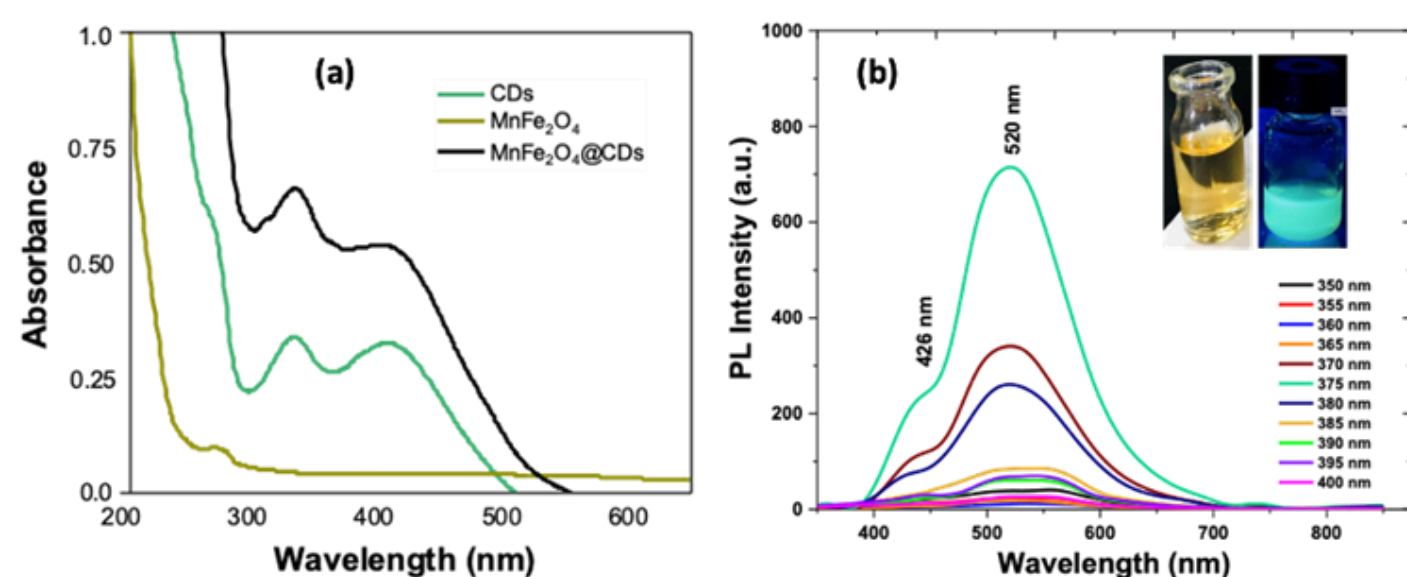 (a)
CDs
MnFe₂O₄
MnFe₂O₄@CDs
1.0
0.75
0.50
0.25
0.0
200 300 400 500 600
Absorbance
Wavelength (nm)
(b)
1000
800
600
400
200
0
400 500 600 700 800
PL Intensity (a.u.)
Wavelength (nm)
426 nm
520 nm
350 nm
355 nm
360 nm
365 nm
370 nm
375 nm
380 nm
385 nm
390 nm
395 nm
400 nm